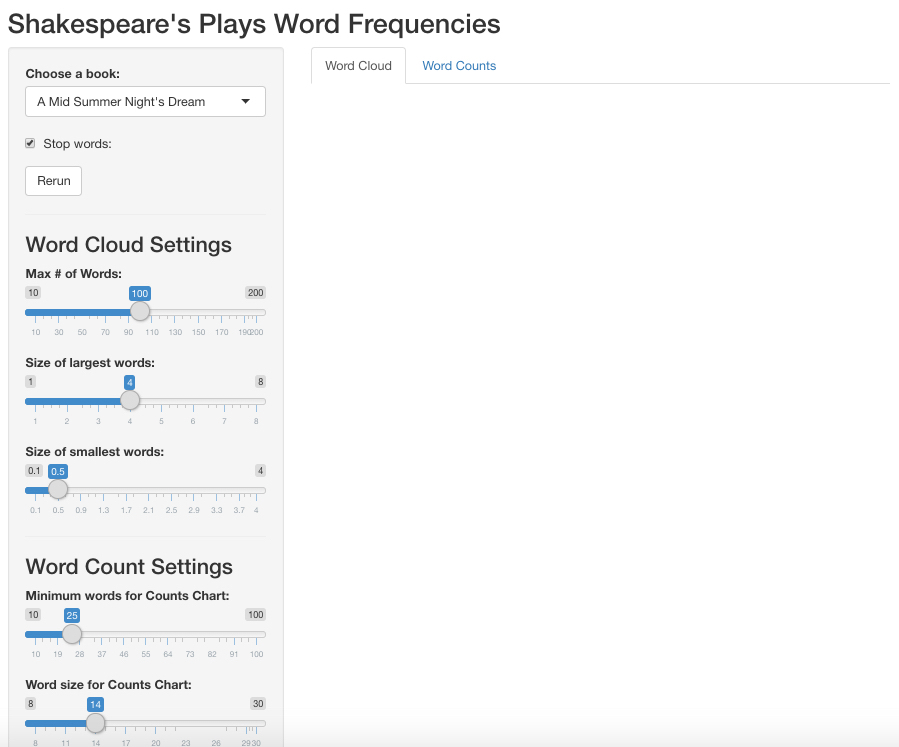 Shakespeare's Plays Word Frequencies
Choose a book:
A Mid Summer Night's Dream
Stop words:
Rerun
Word Cloud Settings
Max # of Words:
10 100 200
10 30 50 70 90 110 130 150 170 190200
Size of largest words:
1 4 8
1 2 3 4 5 6 7 8
Size of smallest words:
0.1 0.5 4
0.1 0.5 0.9 1.3 1.7 2.1 2.5 2.9 3.3 3.7 4
Word Count Settings
Minimum words for Counts Chart:
10 25 100
10 19 28 37 46 55 64 73 82 91 100
Word size for Counts Chart:
8 14 30
8 11 14 17 20 23 26 2930
Word Cloud Word Counts